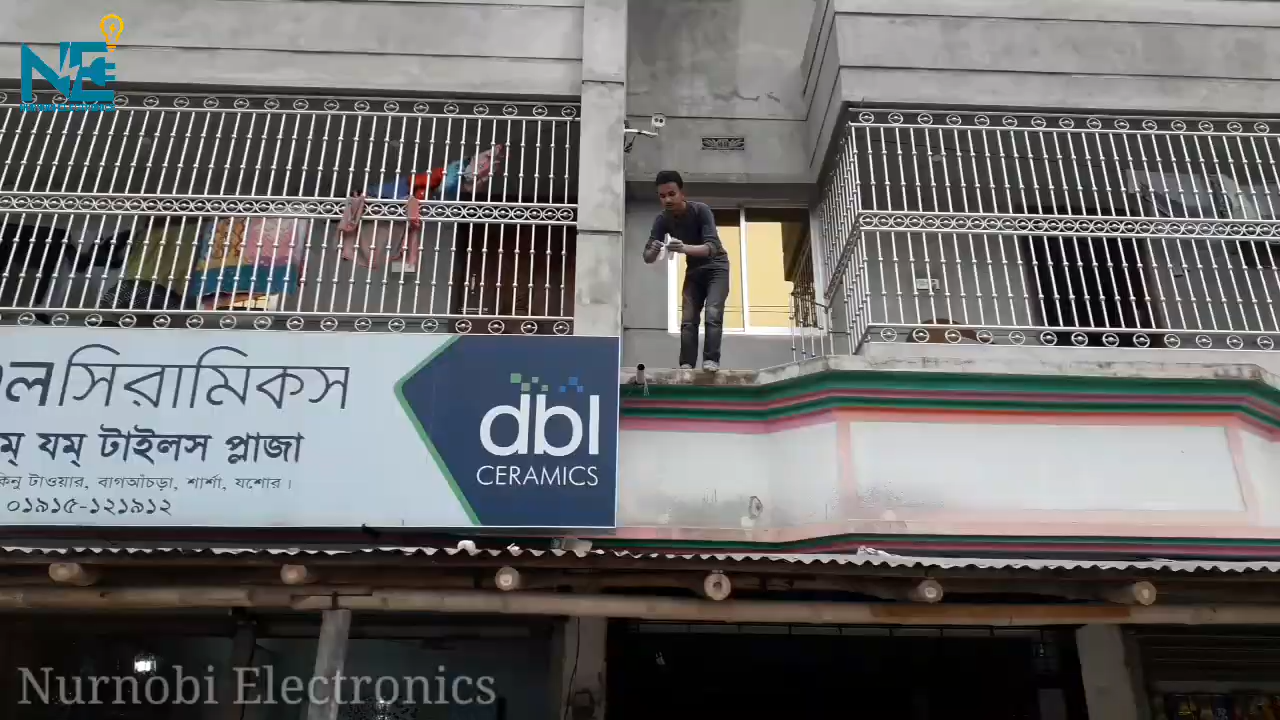 NE
লসিরামিকস
ম্ যম্ টাইলস প্লাজা
কিনু টাওয়ার, বাগআঁচড়া, শার্শা, যশোর।
০১৯১৫-১২১৯১২
dbl
CERAMICS
Nurnobi Electronics